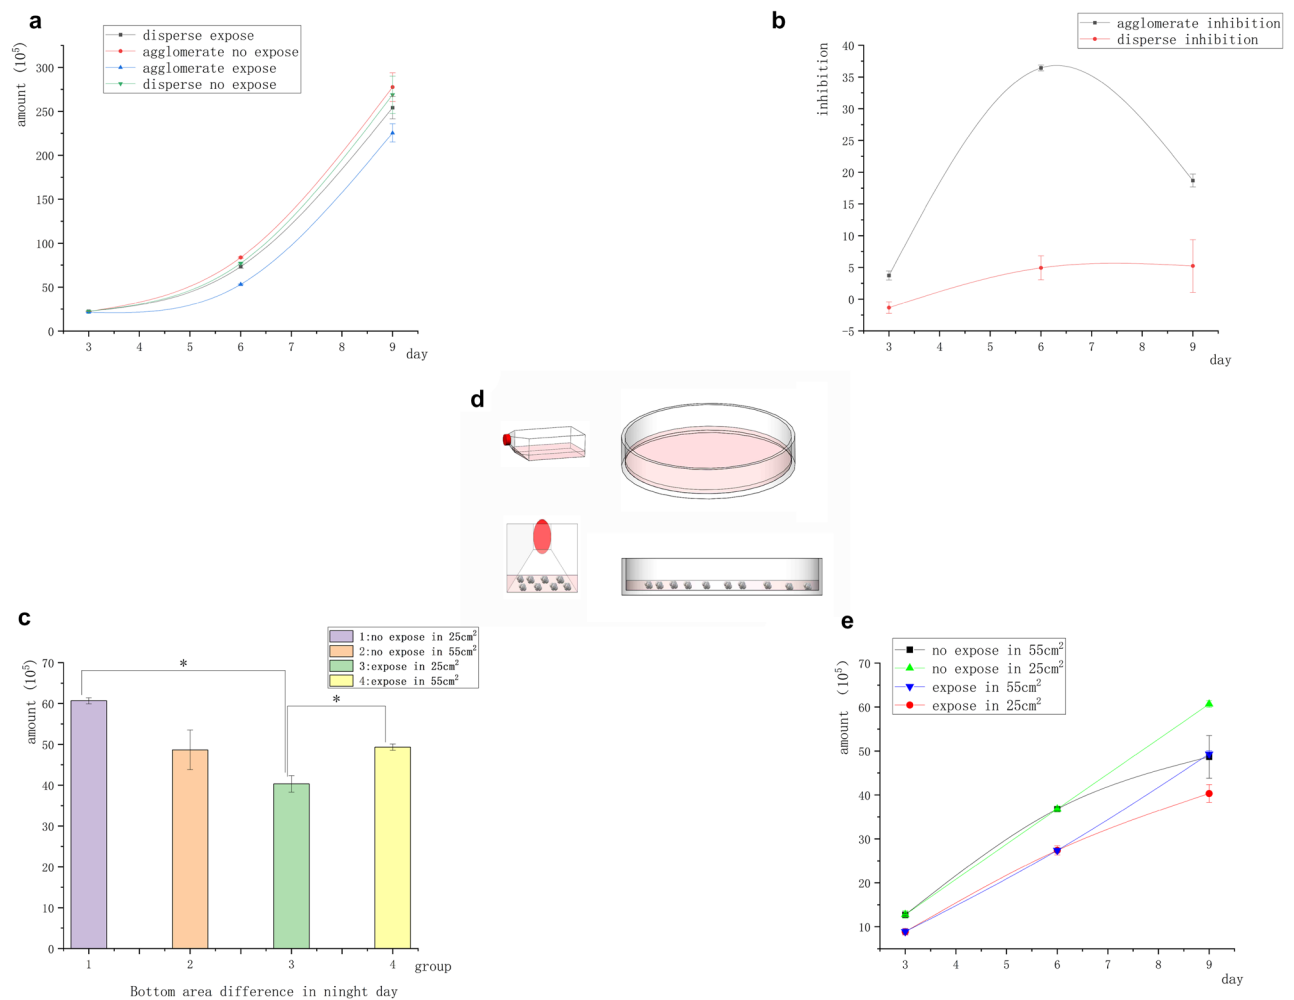 a
disperse expose
agglomerate no expose
agglomerate expose
disperse no expose
amount (10⁵)
300
250
200
150
100
50
0
3 4 5 6 7 8 9
day
b
agglomerate inhibition
disperse inhibition
inhibition
40
35
30
25
20
15
10
5
0
-5
3 4 5 6 7 8 9
day
d
c
1:no expose in 25cm²
2:no expose in 55cm²
3:expose in 25cm²
4:expose in 55cm²
amount (10⁵)
70
60
50
40
30
20
10
0
*
*
1 2 3 4
group
Bottom area difference in ninght day
e
no expose in 55cm²
no expose in 25cm²
expose in 55cm²
expose in 25cm²
amount (10⁵)
70
60
50
40
30
20
10
3 4 5 6 7 8 9
day